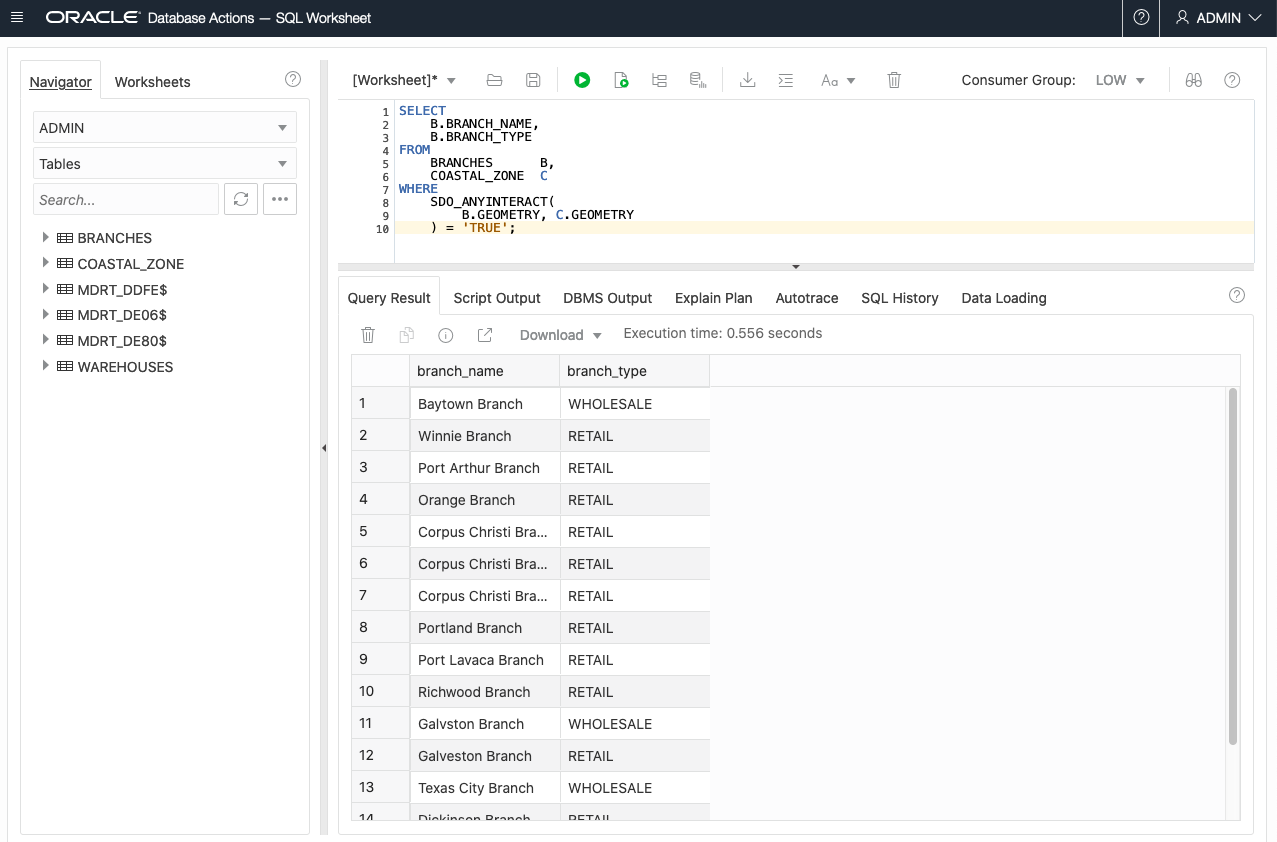 ORACLE Database Actions — SQL Worksheet
ADMIN
Navigator
Worksheets
ADMIN
Tables
Search...
BRANCHES
COASTAL_ZONE
MDRT_DDFE$
MDRT_DE06$
MDRT_DE80$
WAREHOUSES
[Worksheet]*
Aa
Consumer Group: LOW
1 SELECT
2 B.BRANCH_NAME,
3 B.BRANCH_TYPE
4 FROM
5 BRANCHES B,
6 COASTAL_ZONE C
7 WHERE
8 SDO_ANYINTERACT(
9 B.GEOMETRY, C.GEOMETRY
10 ) = 'TRUE';
Query Result Script Output DBMS Output Explain Plan Autotrace SQL History Data Loading
Download Execution time: 0.556 seconds
branch_name branch_type
1 Baytown Branch WHOLESALE
2 Winnie Branch RETAIL
3 Port Arthur Branch RETAIL
4 Orange Branch RETAIL
5 Corpus Christi Bra... RETAIL
6 Corpus Christi Bra... RETAIL
7 Corpus Christi Bra... RETAIL
8 Portland Branch RETAIL
9 Port Lavaca Branch RETAIL
10 Richwood Branch RETAIL
11 Galvston Branch WHOLESALE
12 Galveston Branch RETAIL
13 Texas City Branch WHOLESALE
14 Dickinson Branch RETAIL